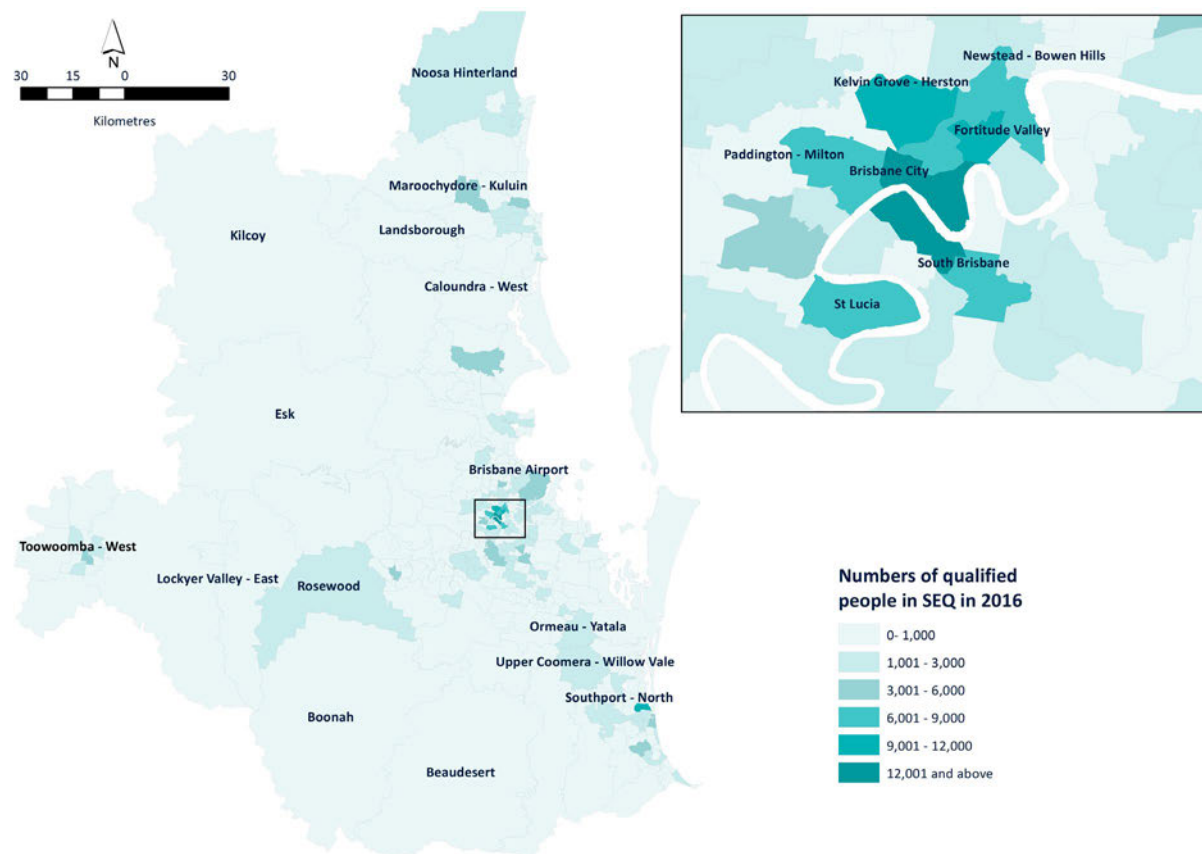 N
30 15 0 30
Kilometres
Noosa Hinterland
Maroochydore - Kuluin
Landsborough
Kilcoy
Caloundra - West
Esk
Brisbane Airport
Toowoomba - West
Lockyer Valley - East
Rosewood
Ormeau - Yatala
Upper Coomera - Willow Vale
Southport - North
Boonah
Beaudesert
Newstead - Bowen Hills
Kelvin Grove - Herston
Fortitude Valley
Paddington - Milton
Brisbane City
South Brisbane
St Lucia
Numbers of qualified
people in SEQ in 2016
0- 1,000
1,001 - 3,000
3,001 - 6,000
6,001 - 9,000
9,001 - 12,000
12,001 and above